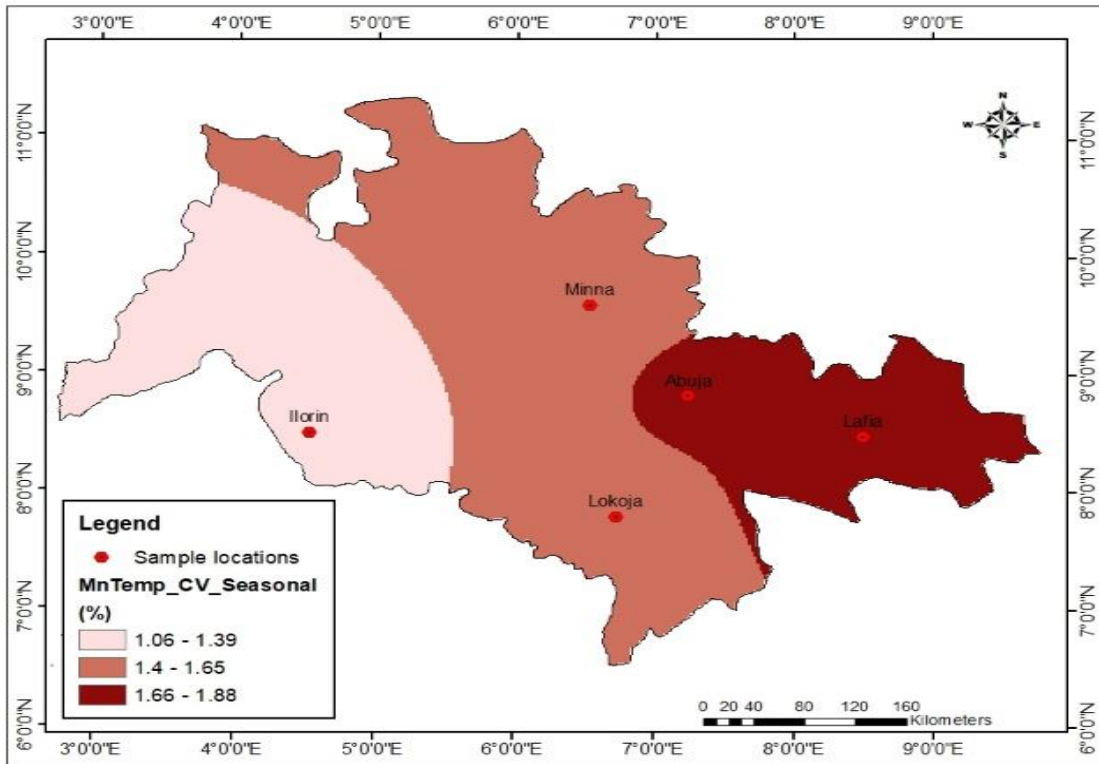 3°0'0"E 4°0'0"E 5°0'0"E 6°0'0"E 7°0'0"E 8°0'0"E 9°0'0"E
N
W E
S
11°0'0"N 11°0'0"N
10°0'0"N 10°0'0"N
Minna
9°0'0"N 9°0'0"N
Abuja
Ilorin Lafia
8°0'0"N 8°0'0"N
Lokoja
Legend
Sample locations
MnTemp_CV_Seasonal
(%)
1.06 - 1.39
1.4 - 1.65
1.66 - 1.88
7°0'0"N 7°0'0"N
0 20 40 80 120 160
Kilometers
6°0'0"N 6°0'0"N
3°0'0"E 4°0'0"E 5°0'0"E 6°0'0"E 7°0'0"E 8°0'0"E 9°0'0"E